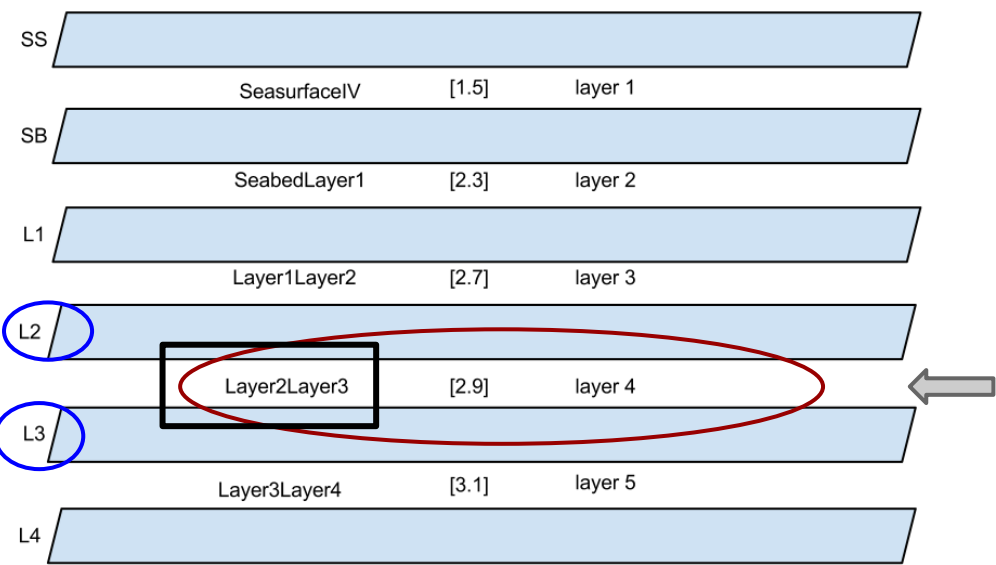 SS
SeasurfaceIV [1.5] layer 1
SB
SeabedLayer1 [2.3] layer 2
L1
Layer1Layer2 [2.7] layer 3
L2
Layer2Layer3 [2.9] layer 4
L3
Layer3Layer4 [3.1] layer 5
L4